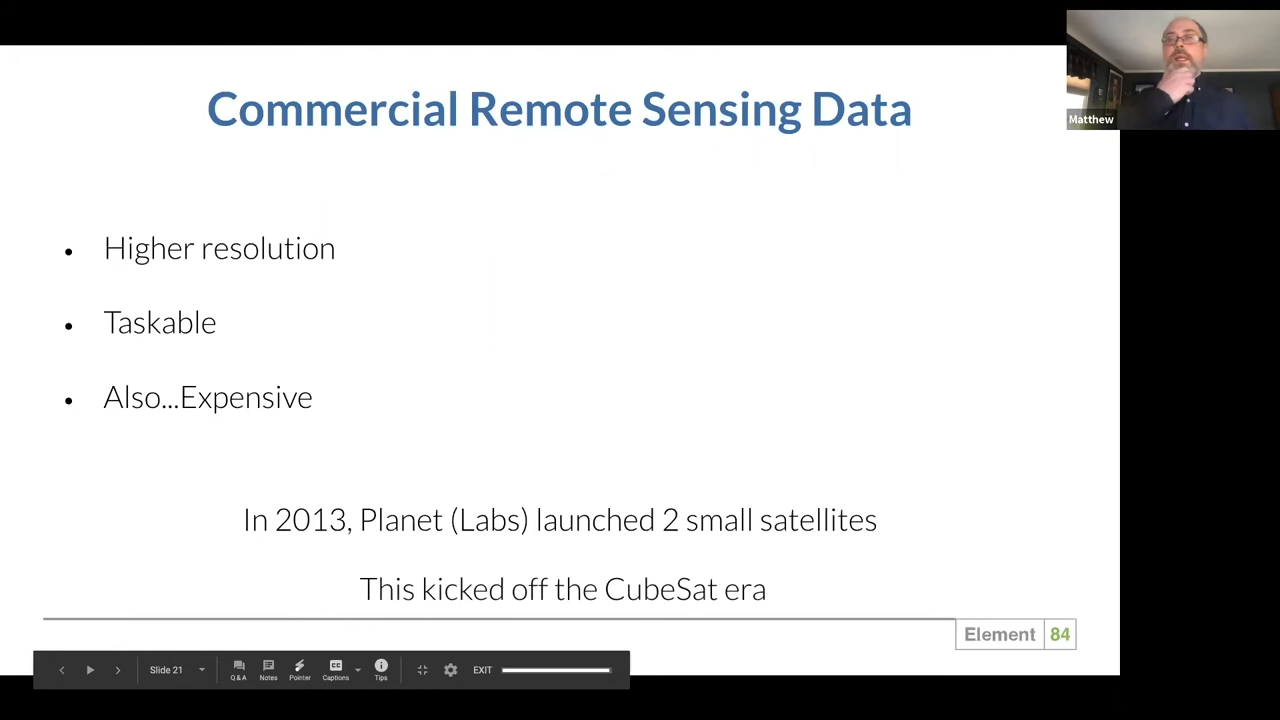 Commercial Remote Sensing Data
Matthew
• Higher resolution
• Taskable
• Also...Expensive
In 2013, Planet (Labs) launched 2 small satellites
This kicked off the CubeSat era
Element 84
Slide 21
Q & A
Notes
Pointer
Captions
Tips
EXIT